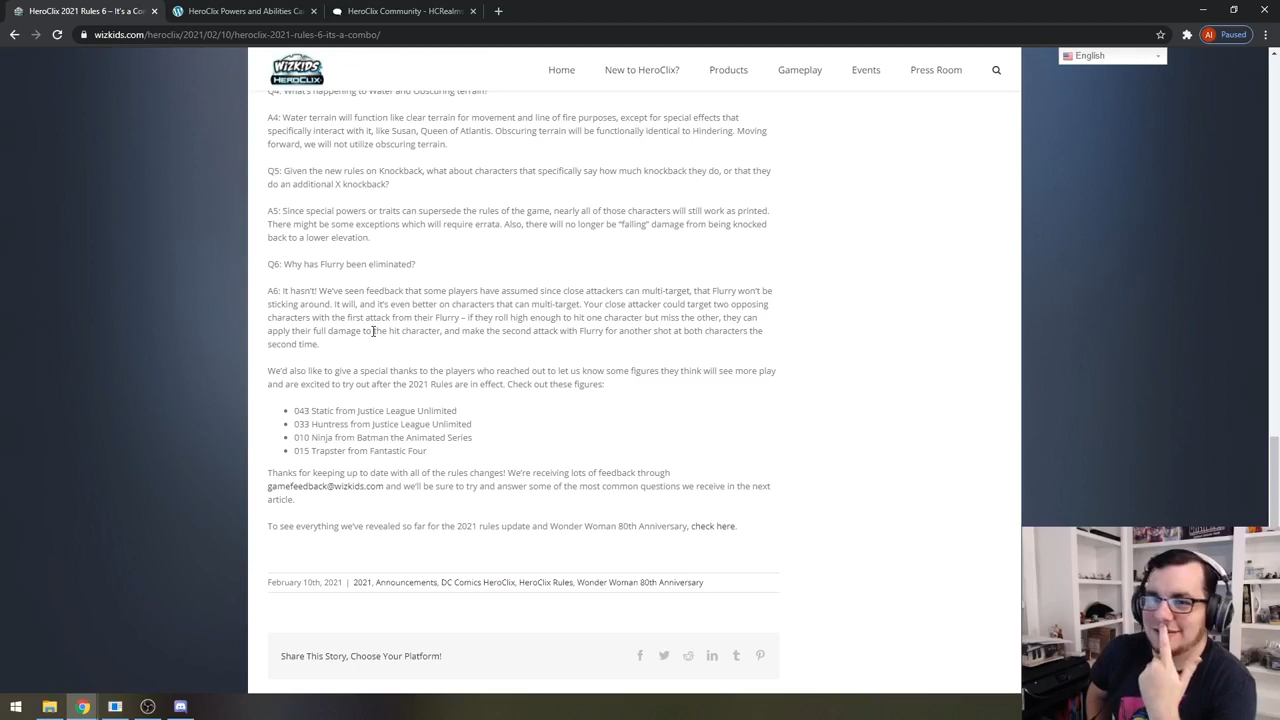 HeroClix 2021 Rules – 6 – It's a Co
HeroClix 2021 Rules
HeroClix Community - HCRealms
wizkids.com/heroclix/2021/02/10/heroclix-2021-rules-6-its-a-combo/
Paused
WIZKIDS
HEROCLIX
Home New to HeroClix? Products Gameplay Events Press Room
English
Q4: What's happening to Water and Obscuring terrain?
A4: Water terrain will function like clear terrain for movement and line of fire purposes, except for special effects that
specifically interact with it, like Susan, Queen of Atlantis. Obscuring terrain will be functionally identical to Hindering. Moving
forward, we will not utilize obscuring terrain.
Q5: Given the new rules on Knockback, what about characters that specifically say how much knockback they do, or that they
do an additional X knockback?
A5: Since special powers or traits can supersede the rules of the game, nearly all of those characters will still work as printed.
There might be some exceptions which will require errata. Also, there will no longer be “falling” damage from being knocked
back to a lower elevation.
Q6: Why has Flurry been eliminated?
A6: It hasn't! We've seen feedback that some players have assumed since close attackers can multi-target, that Flurry won't be
sticking around. It will, and it's even better on characters that can multi-target. Your close attacker could target two opposing
characters with the first attack from their Flurry – if they roll high enough to hit one character but miss the other, they can
apply their full damage to the hit character, and make the second attack with Flurry for another shot at both characters the
second time.
We'd also like to give a special thanks to the players who reached out to let us know some figures they think will see more play
and are excited to try out after the 2021 Rules are in effect. Check out these figures:
• 043 Static from Justice League Unlimited
• 033 Huntress from Justice League Unlimited
• 010 Ninja from Batman the Animated Series
• 015 Trapster from Fantastic Four
Thanks for keeping up to date with all of the rules changes! We're receiving lots of feedback through
gamefeedback@wizkids.com and we'll be sure to try and answer some of the most common questions we receive in the next
article.
To see everything we've revealed so far for the 2021 rules update and Wonder Woman 80th Anniversary, check here.
February 10th, 2021 | 2021, Announcements, DC Comics HeroClix, HeroClix Rules, Wonder Woman 80th Anniversary
Share This Story, Choose Your Platform!